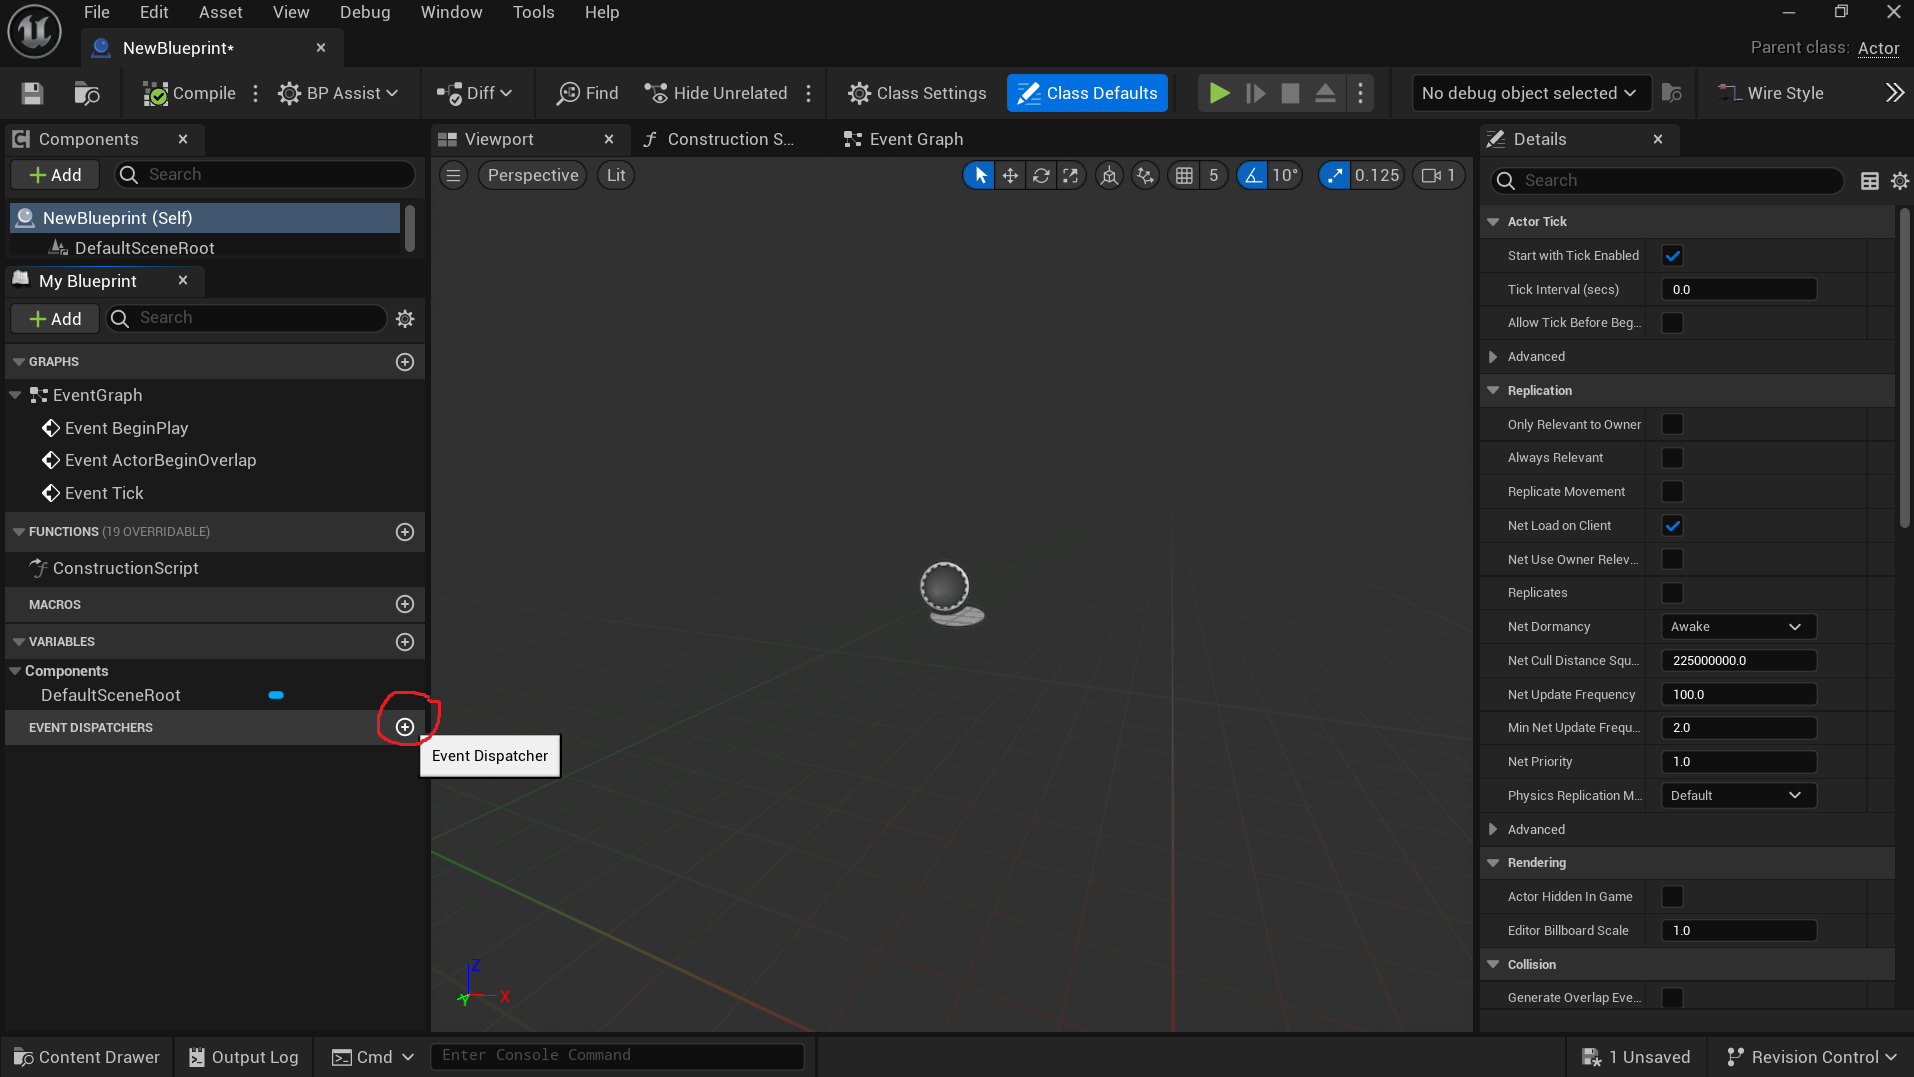 File Edit Asset View Debug Window Tools Help
NewBlueprint*
Parent class: Actor
Compile BP Assist Diff Find Hide Unrelated Class Settings Class Defaults No debug object selected Wire Style
Components
Add Search
NewBlueprint (Self)
DefaultSceneRoot
My Blueprint
Add Search
GRAPHS
EventGraph
Event BeginPlay
Event ActorBeginOverlap
Event Tick
FUNCTIONS (19 OVERRIDABLE)
ConstructionScript
MACROS
VARIABLES
Components
DefaultSceneRoot
EVENT DISPATCHERS
Event Dispatcher
Viewport Construction S... Event Graph
Perspective Lit 5 10° 0.125 1
Z
Y X
Details
Search
Actor Tick
Start with Tick Enabled
Tick Interval (secs) 0.0
Allow Tick Before Beg...
Advanced
Replication
Only Relevant to Owner
Always Relevant
Replicate Movement
Net Load on Client
Net Use Owner Relev...
Replicates
Net Dormancy Awake
Net Cull Distance Squ... 225000000.0
Net Update Frequency 100.0
Min Net Update Frequ... 2.0
Net Priority 1.0
Physics Replication M... Default
Advanced
Rendering
Actor Hidden In Game
Editor Billboard Scale 1.0
Collision
Generate Overlap Eve...
Content Drawer Output Log Cmd Enter Console Command 1 Unsaved Revision Control